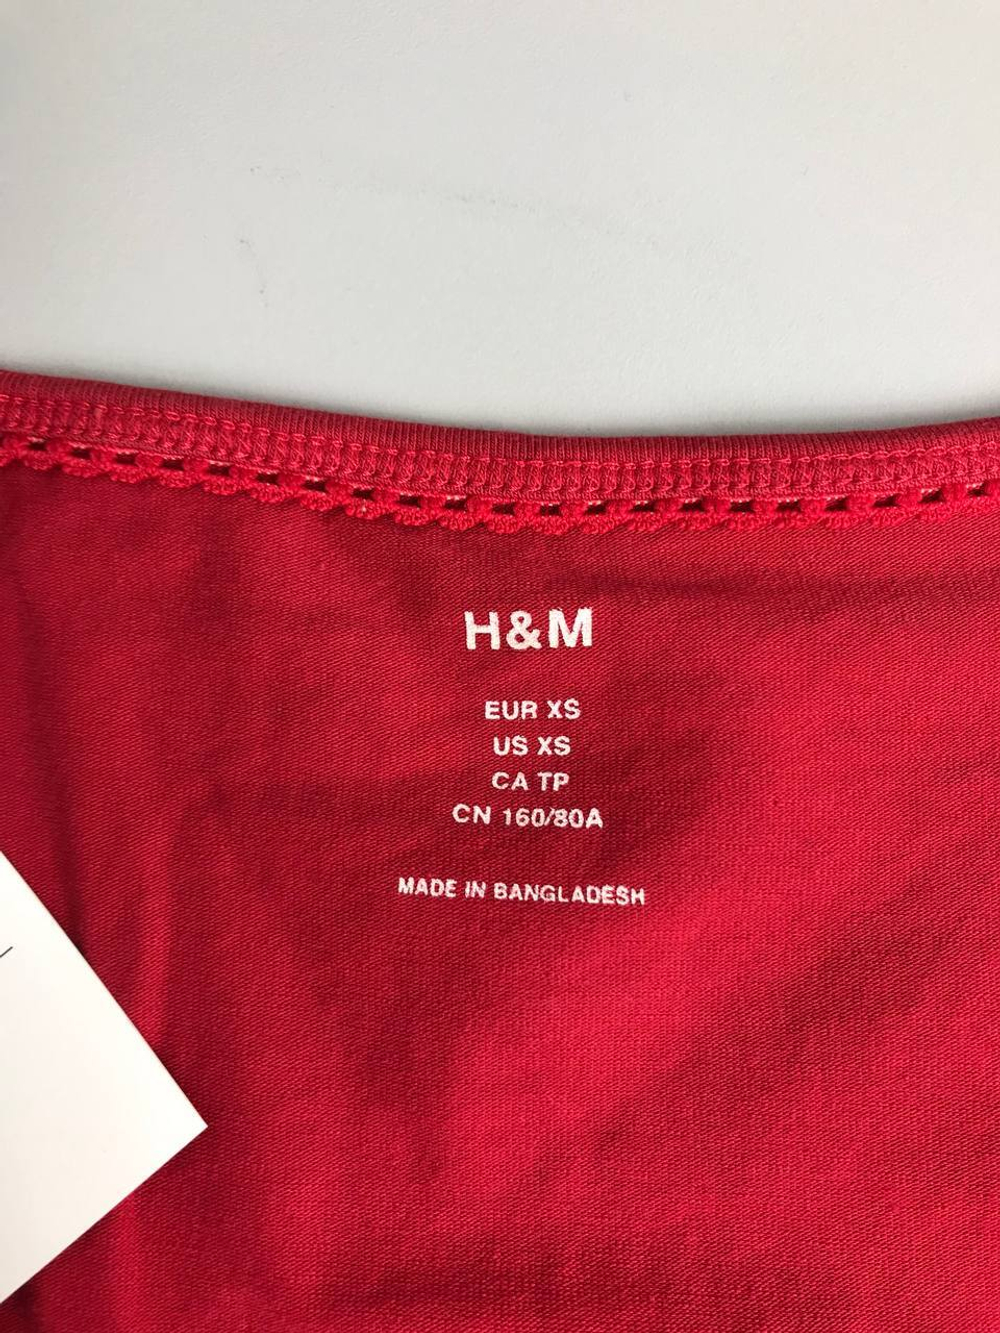 H&M
EUR XS
US XS
CA TP
CN 160/80A
MADE IN BANGLADESH